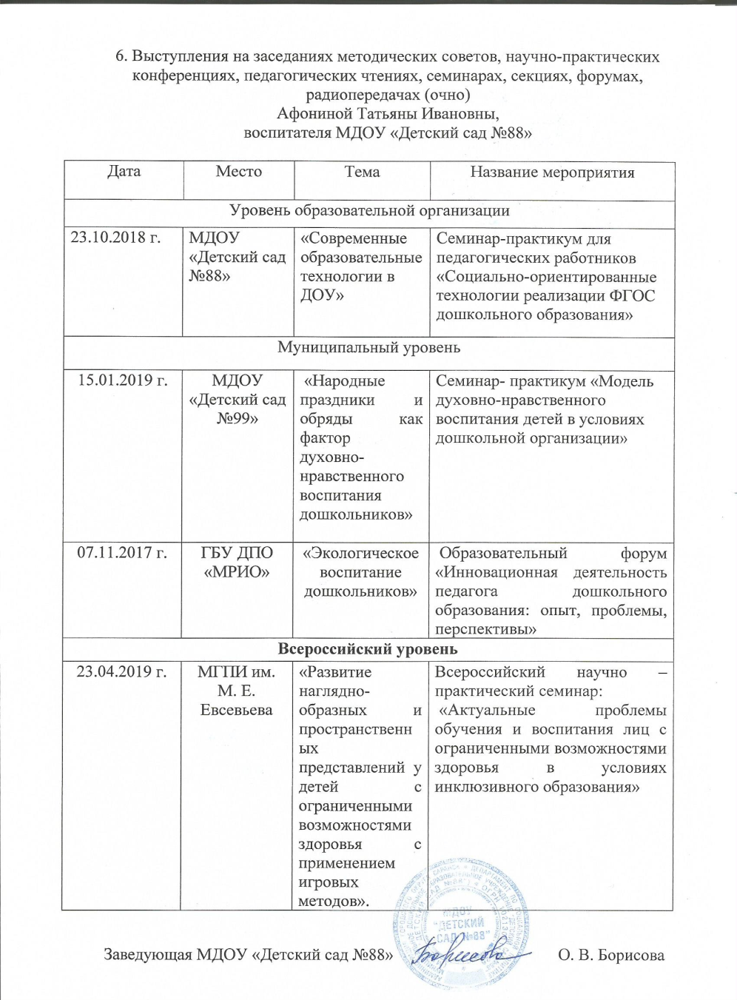 6. Выступления на заседаниях методических советов, научно-практических
конференциях, педагогических чтениях, семинарах, секциях, форумах,
радиопередачах (очно)
Афониной Татьяны Ивановны,
воспитателя МДОУ «Детский сад №88»
Дата Место Тема Название мероприятия
Уровень образовательной организации
23.10.2018 г.
МДОУ
«Детский сад
№88»
«Современные
образовательные
технологии в
ДОУ»
Семинар-практикум для
педагогических работников
«Социально-ориентированные
технологии реализации ФГОС
дошкольного образования»
Муниципальный уровень
15.01.2019 г.
МДОУ
«Детский сад
№99»
«Народные
праздники и
обряды как
фактор
духовно-
нравственного
воспитания
дошкольников»
Семинар- практикум «Модель
духовно-нравственного
воспитания детей в условиях
дошкольной организации»
07.11.2017 г.
ГБУ ДПО
«МРИО»
«Экологическое
воспитание
дошкольников»
Образовательный форум
«Инновационная деятельность
педагога дошкольного
образования: опыт, проблемы,
перспективы»
Всероссийский уровень
23.04.2019 г.
МГПИ им.
М. Е.
Евсевьева
«Развитие
наглядно-
образных и
пространственн
ых
представлений у
детей с
ограниченными
возможностями
здоровья с
применением
игровых
методов».
Всероссийский научно –
практический семинар:
«Актуальные проблемы
обучения и воспитания лиц с
ограниченными возможностями
здоровья в условиях
инклюзивного образования»
МДОУ
"ДЕТСКИЙ
САД №88"
Заведующая МДОУ «Детский сад №88» Борисова О. В. Борисова